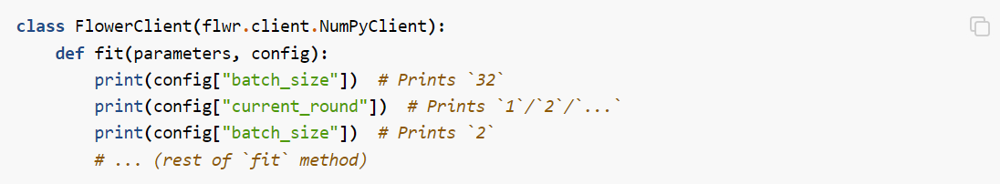 class FlowerClient(flwr.client.NumPyClient):
    def fit(parameters, config):
        print(config["batch_size"])  # Prints `32`
        print(config["current_round"])  # Prints `1`/`2`/`...`
        print(config["batch_size"])  # Prints `2`
        # ... (rest of `fit` method)